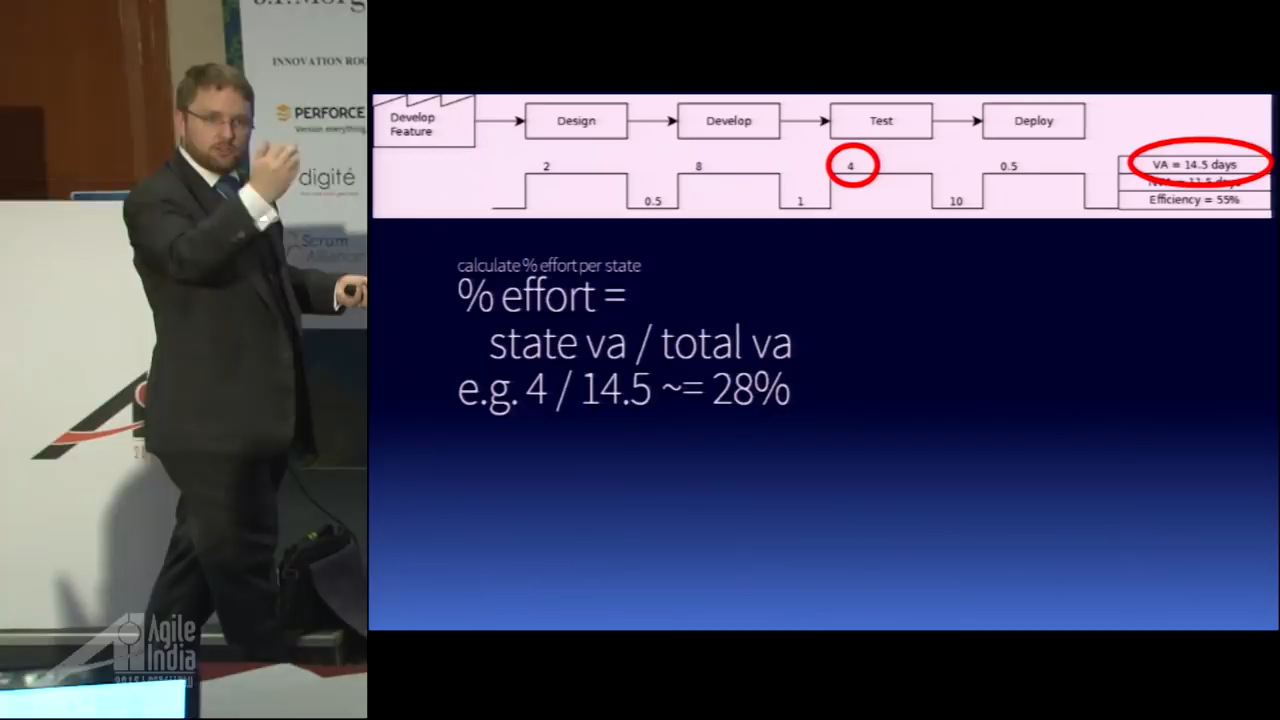 INNOVATION ROO
PERFORCE
Version everything.
digité
Scrum
Alliance
Develop
Feature
Design
Develop
Test
Deploy
2
8
4
0.5
VA = 14.5 days
0.5
1
10
Efficiency = 55%
calculate % effort per state
% effort =
state va / total va
e.g. 4 / 14.5 ~= 28%
Agile
India